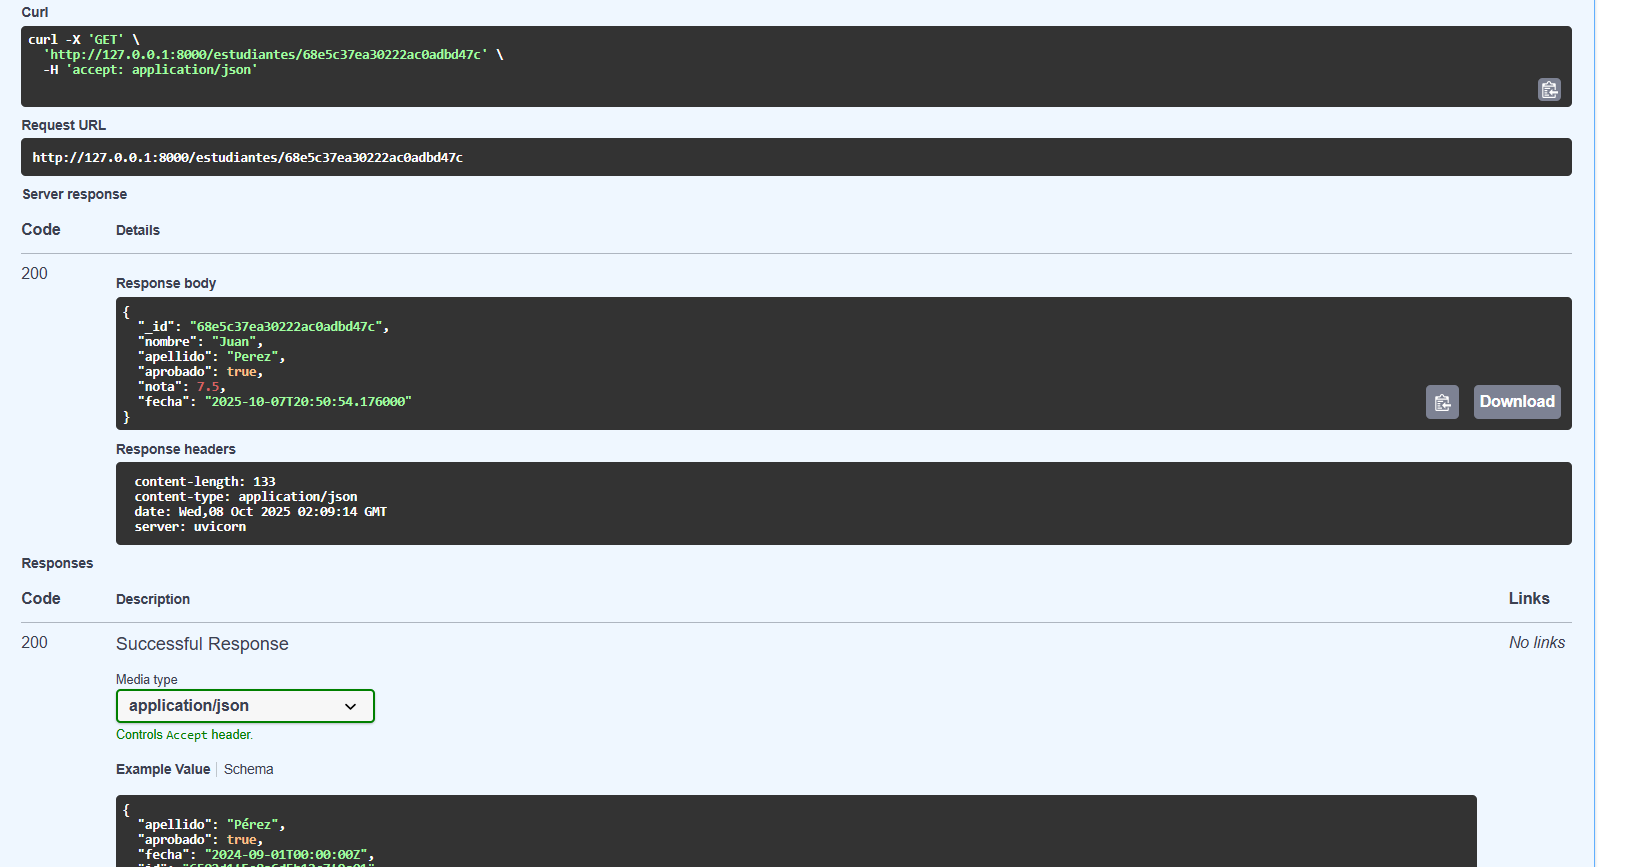 Curl
curl -X 'GET' \
'http://127.0.0.1:8000/estudiantes/68e5c37ea30222ac0adbd47c' \
-H 'accept: application/json'
Request URL
http://127.0.0.1:8000/estudiantes/68e5c37ea30222ac0adbd47c
Server response
Code Details
200
Response body
{
"_id": "68e5c37ea30222ac0adbd47c",
"nombre": "Juan",
"apellido": "Perez",
"aprobado": true,
"nota": 7.5,
"fecha": "2025-10-07T20:50:54.176000"
}
Download
Response headers
content-length: 133
content-type: application/json
date: Wed,08 Oct 2025 02:09:14 GMT
server: uvicorn
Responses
Code Description Links
200 Successful Response No links
Media type
application/json
Controls Accept header.
Example Value Schema
{
"apellido": "Pérez",
"aprobado": true,
"fecha": "2024-09-01T00:00:00Z",